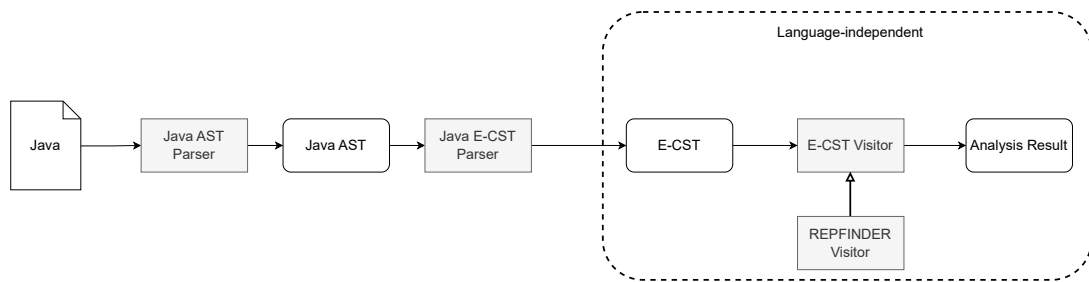 Language-independent
Java
Java AST
Parser
Java AST
Java E-CST
Parser
E-CST
E-CST Visitor
Analysis Result
REPFINDER
Visitor